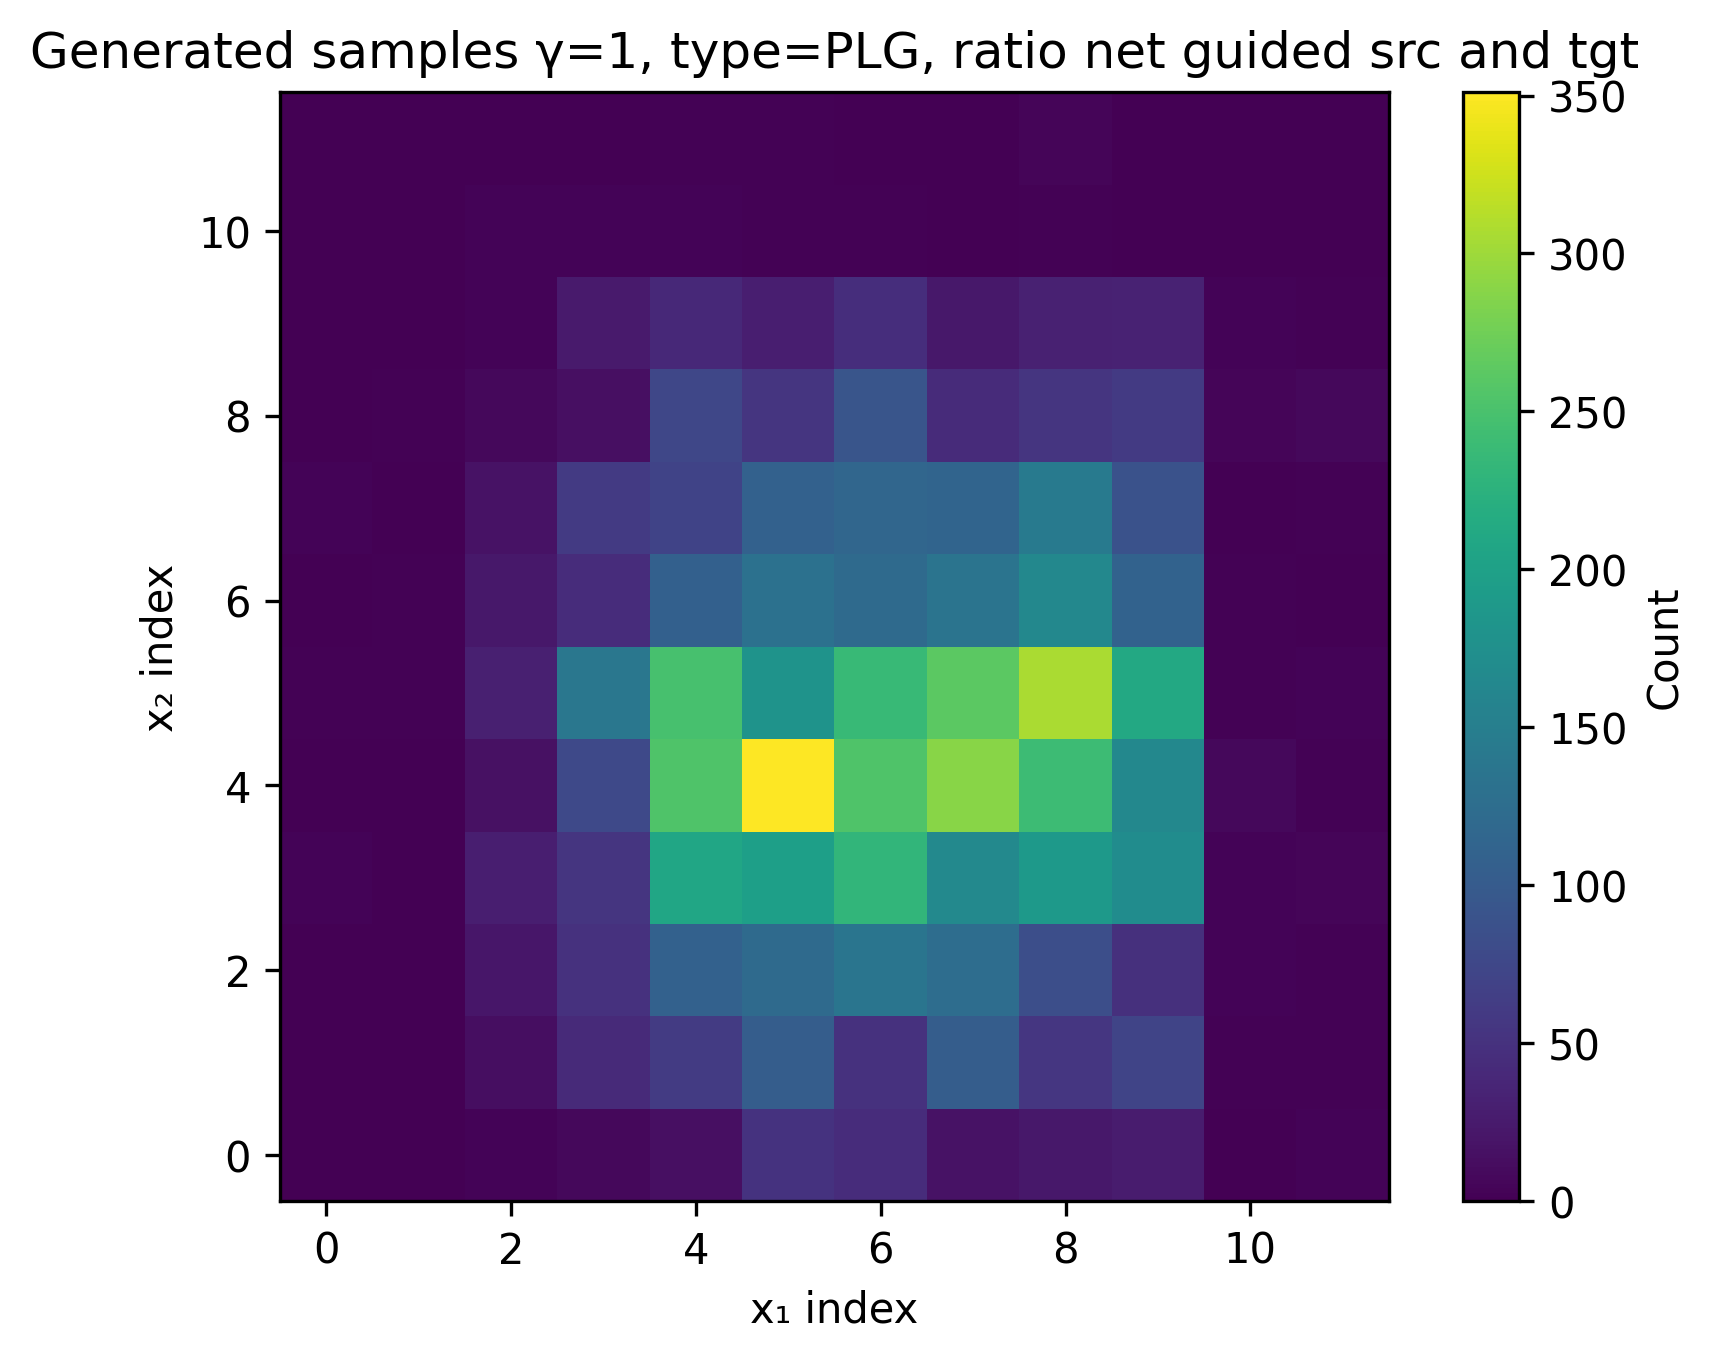 Generated samples γ=1, type=PLG, ratio net guided src and tgt
350
300
250
200
150
100
50
0
Count
10
8
6
4
2
0
x₂ index
0 2 4 6 8 10
x₁ index